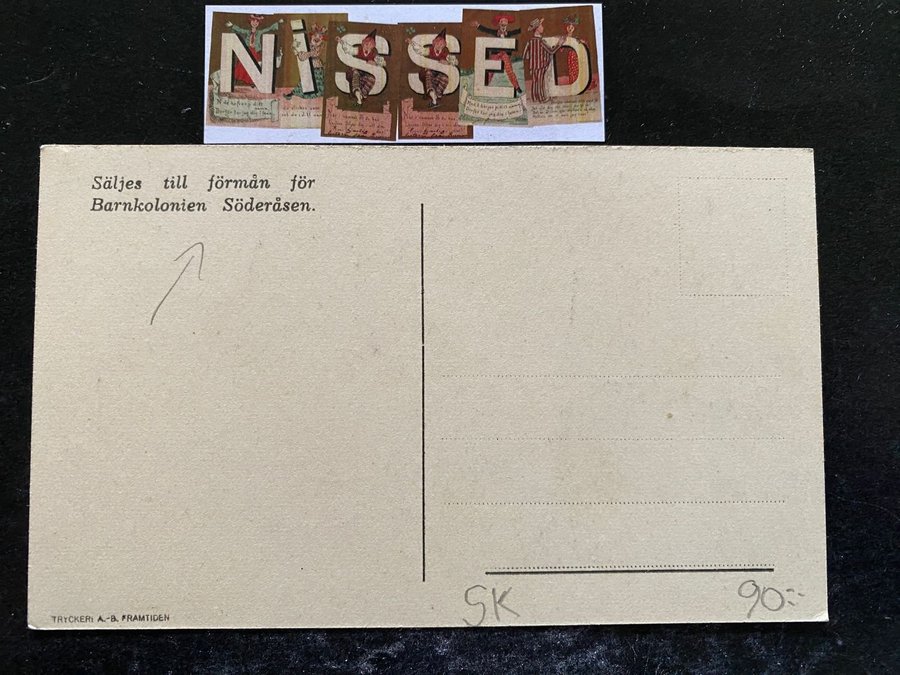 NiSSED
Säljes till förmån för
Barnkolonien Söderåsen.
TRYCKERI A.-B. FRAMTIDEN
SK
90:-